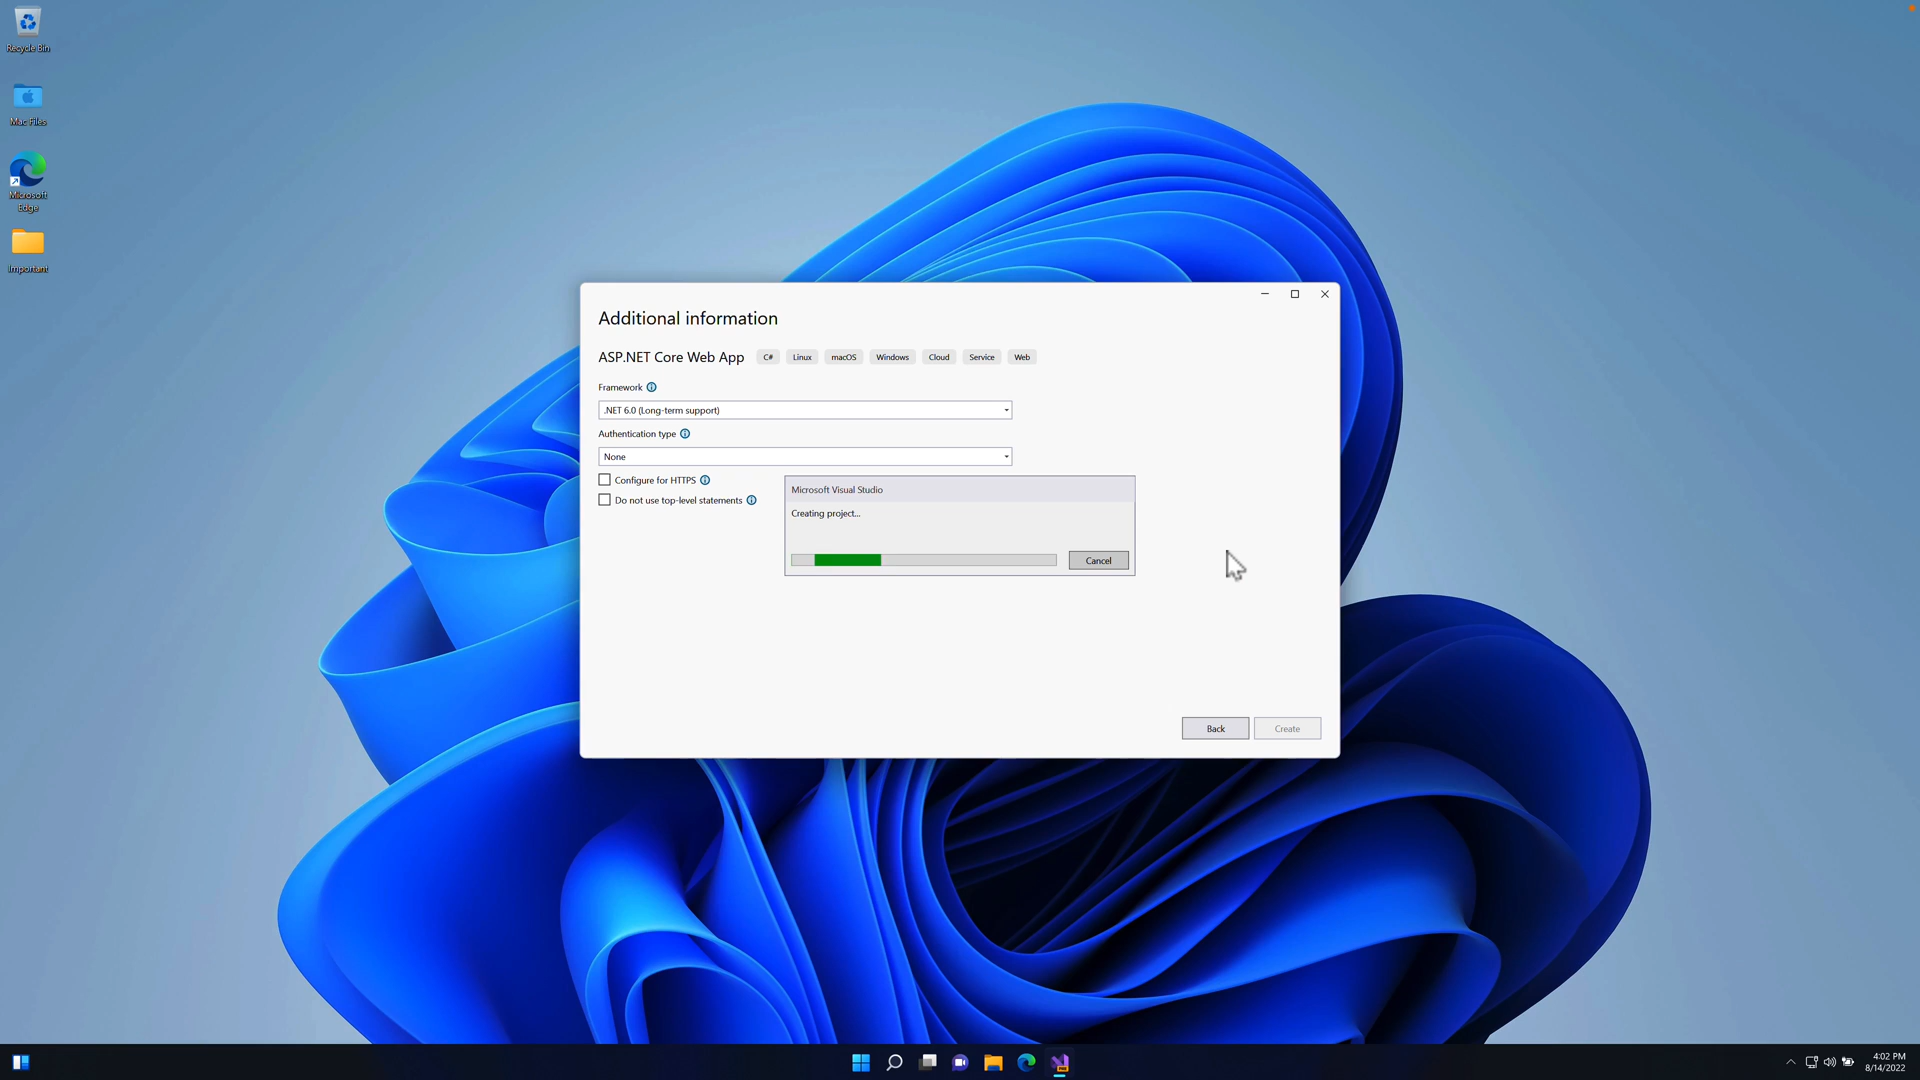 Recycle Bin
Mac Files
Microsoft
Edge
Important
Additional information
ASP.NET Core Web App C# Linux macOS Windows Cloud Service Web
Framework
.NET 6.0 (Long-term support)
Authentication type
None
Configure for HTTPS
Do not use top-level statements
Microsoft Visual Studio
Creating project...
Cancel
Back Create
4:02 PM
8/14/2022